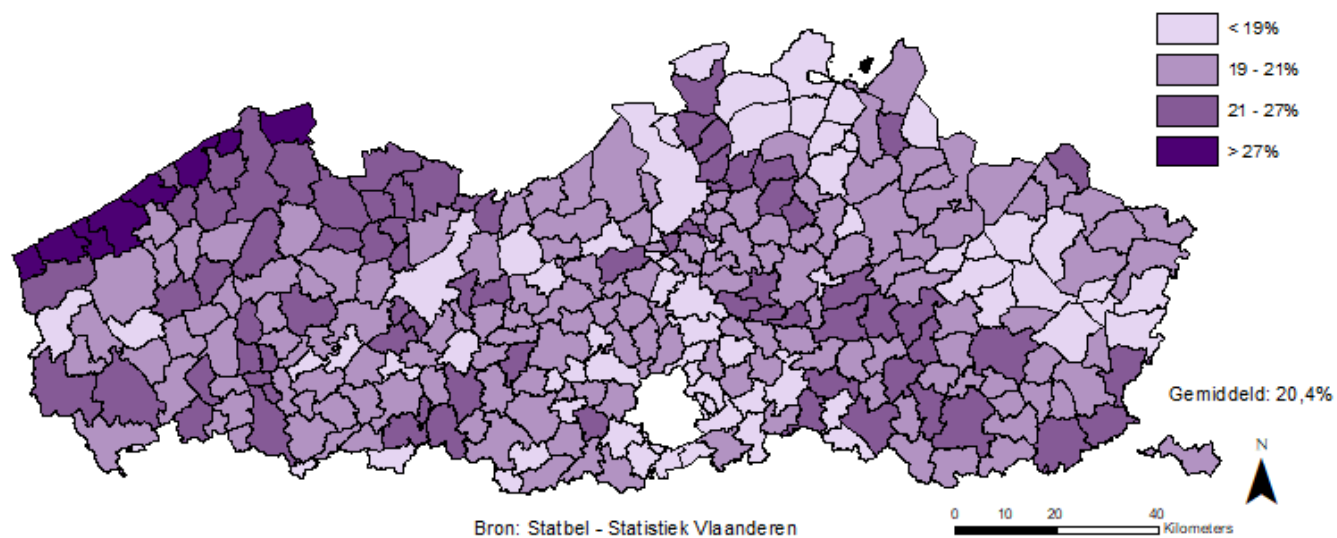 < 19%
19 - 21%
21 - 27%
> 27%
Gemiddeld: 20,4%
N
0 10 20 40
Kilometers
Bron: Statbel - Statistiek Vlaanderen